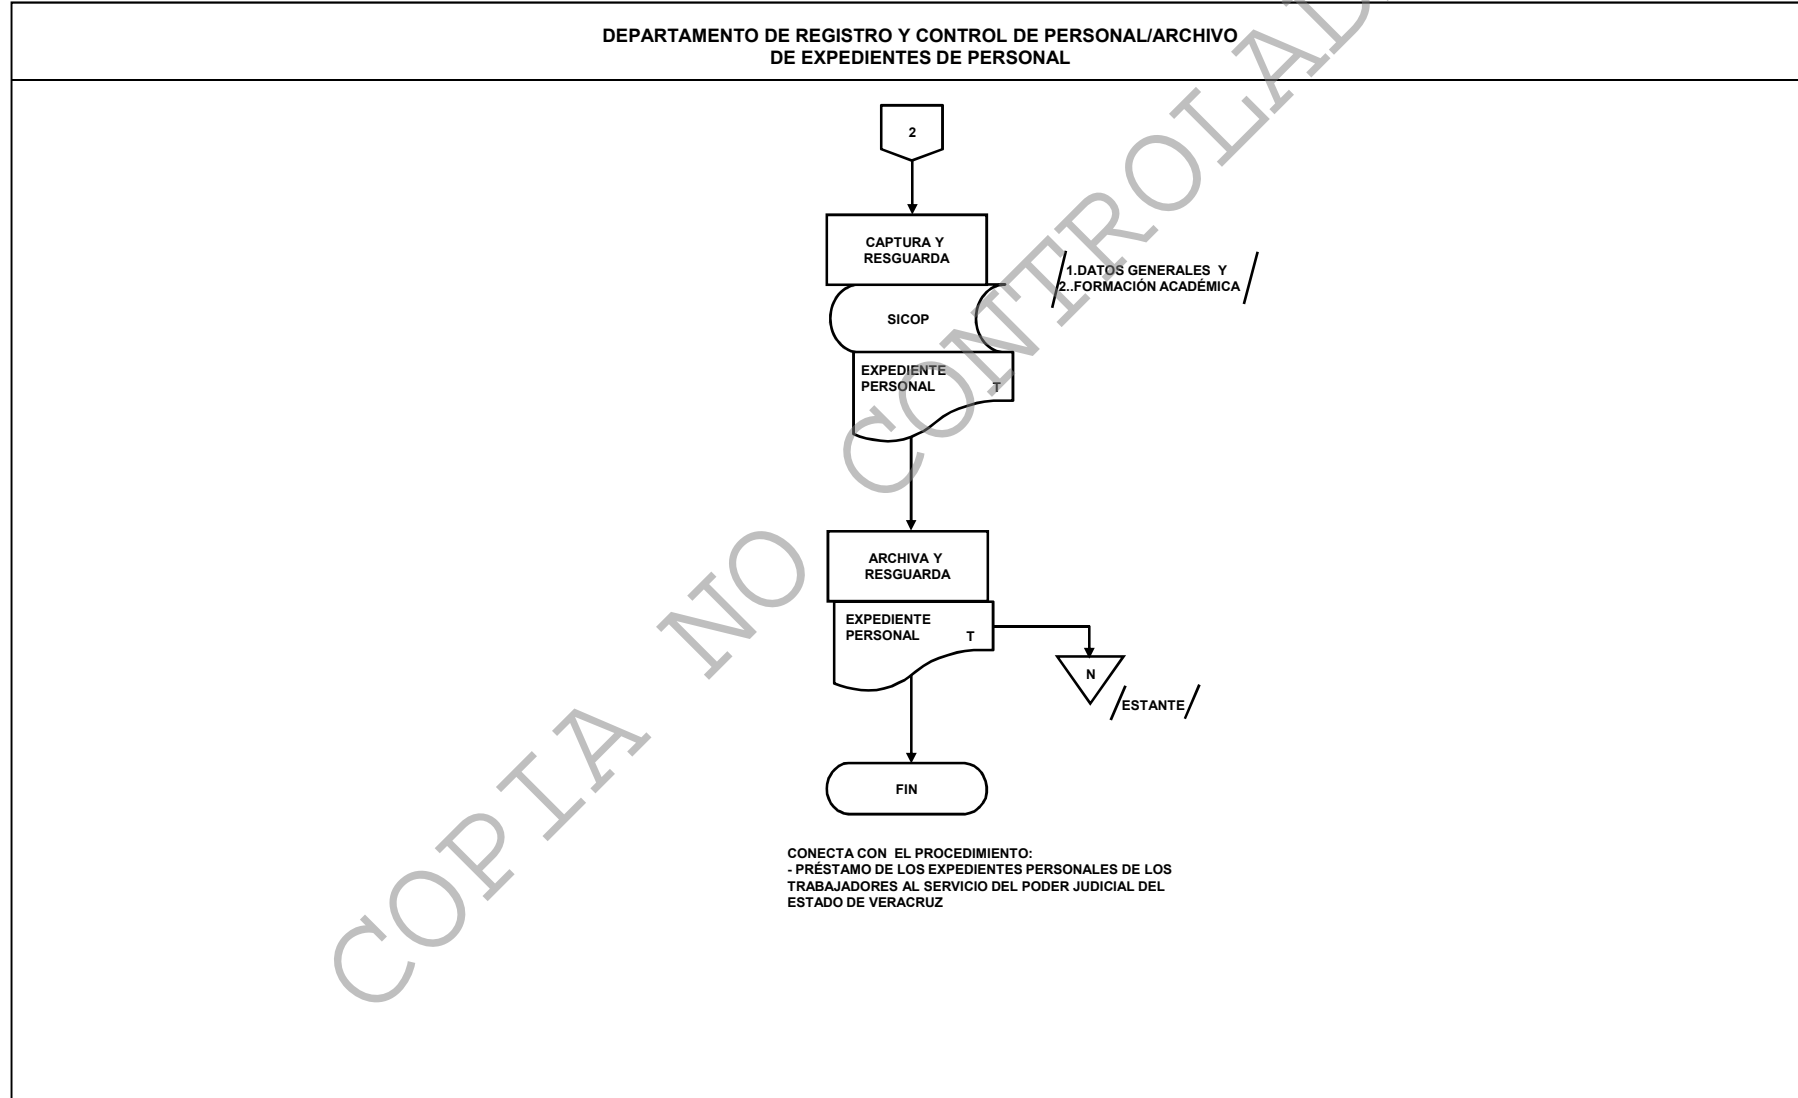 DEPARTAMENTO DE REGISTRO Y CONTROL DE PERSONAL/ARCHIVO
DE EXPEDIENTES DE PERSONAL
2
CAPTURA Y
RESGUARDA
1.DATOS GENERALES Y
2..FORMACIÓN ACADÉMICA
SICOP
EXPEDIENTE
PERSONAL T
ARCHIVA Y
RESGUARDA
EXPEDIENTE
PERSONAL T
N
/ESTANTE/
FIN
CONECTA CON EL PROCEDIMIENTO:
- PRÉSTAMO DE LOS EXPEDIENTES PERSONALES DE LOS
TRABAJADORES AL SERVICIO DEL PODER JUDICIAL DEL
ESTADO DE VERACRUZ
COPIA NO CONTROLAD